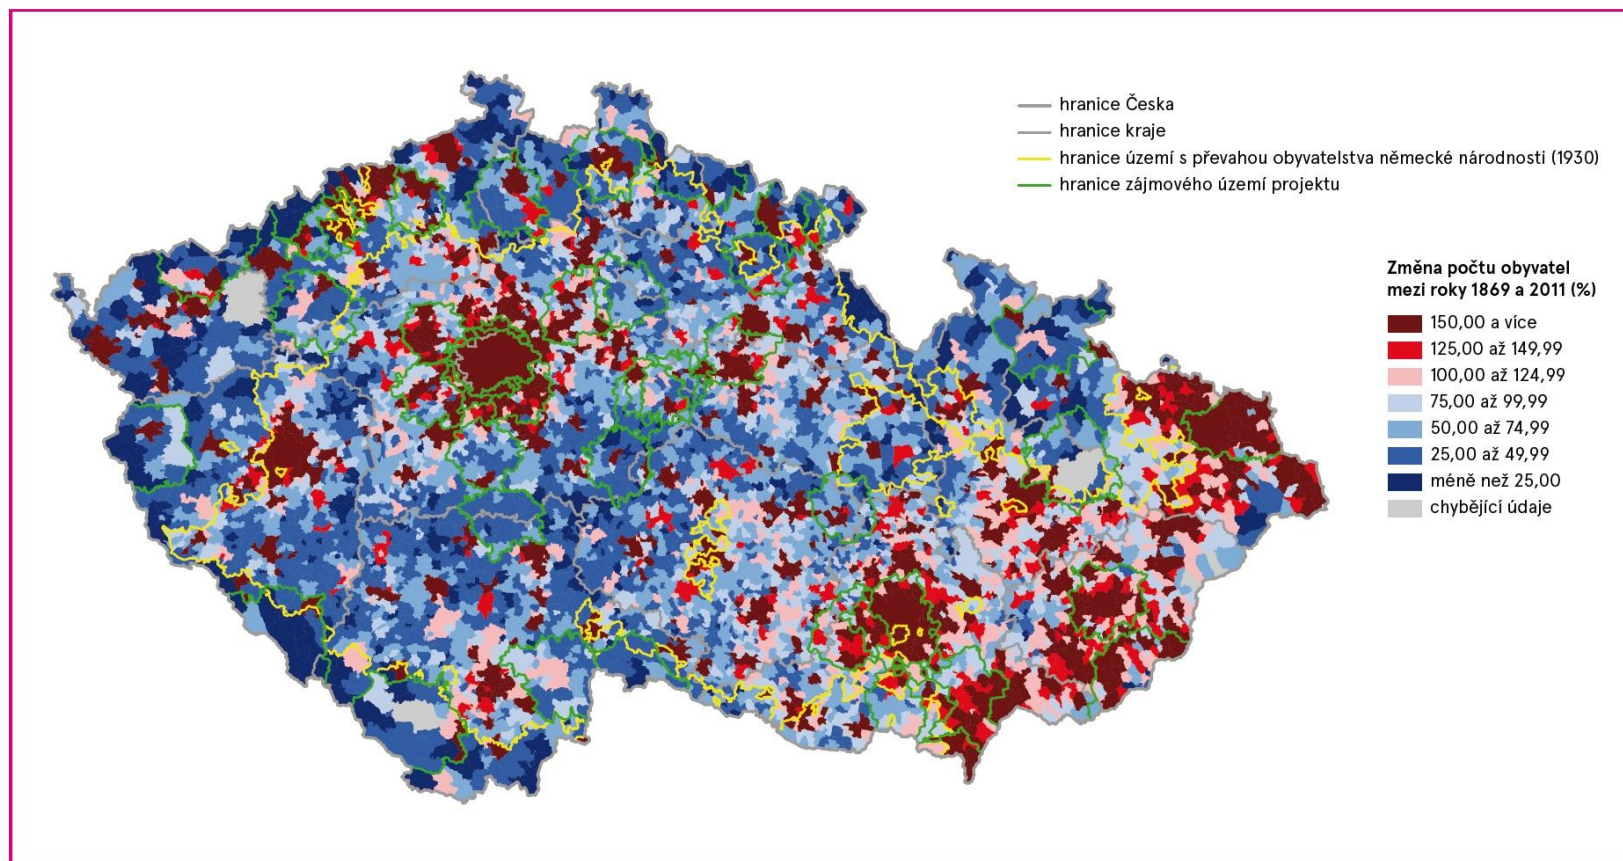 hranice Česka
hranice kraje
hranice území s převahou obyvatelstva německé národnosti (1930)
hranice zájmového území projektu
Změna počtu obyvatel
mezi roky 1869 a 2011 (%)
150,00 a více
125,00 až 149,99
100,00 až 124,99
75,00 až 99,99
50,00 až 74,99
25,00 až 49,99
méně než 25,00
chybějící údaje